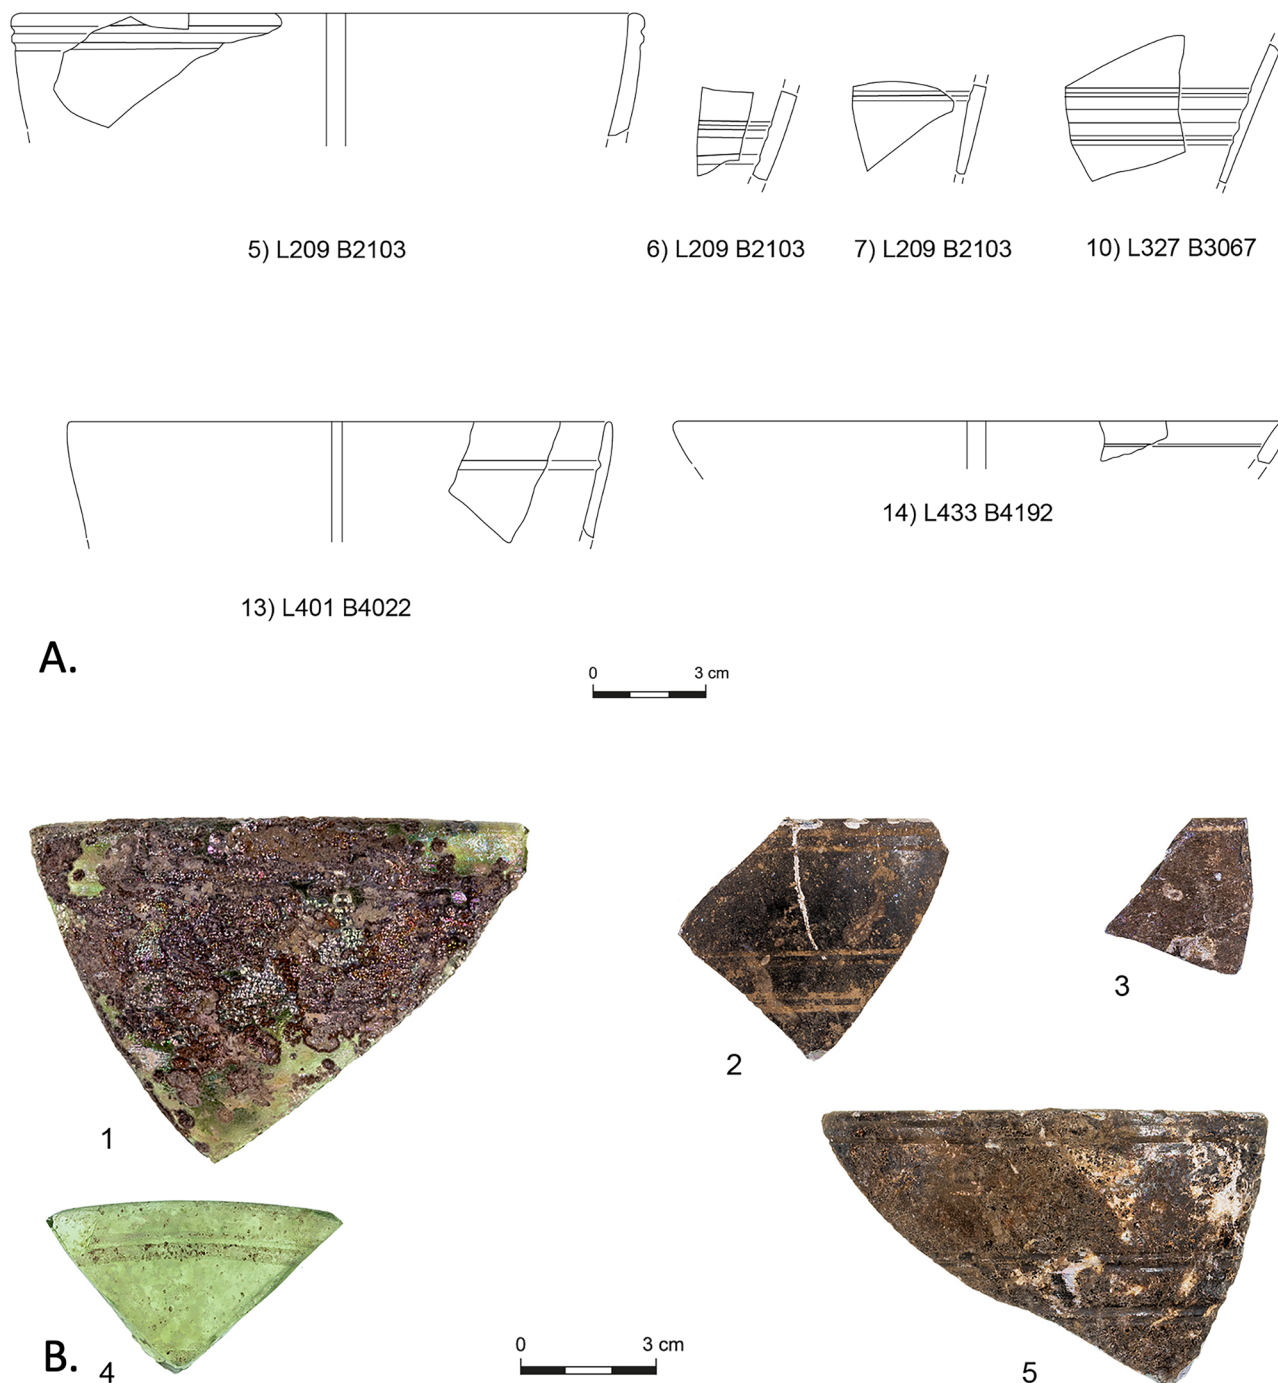 5) L209 B2103
6) L209 B2103
7) L209 B2103
10) L327 B3067
13) L401 B4022
14) L433 B4192
A.
0 3 cm
1
2
3
4
5
B.
0 3 cm